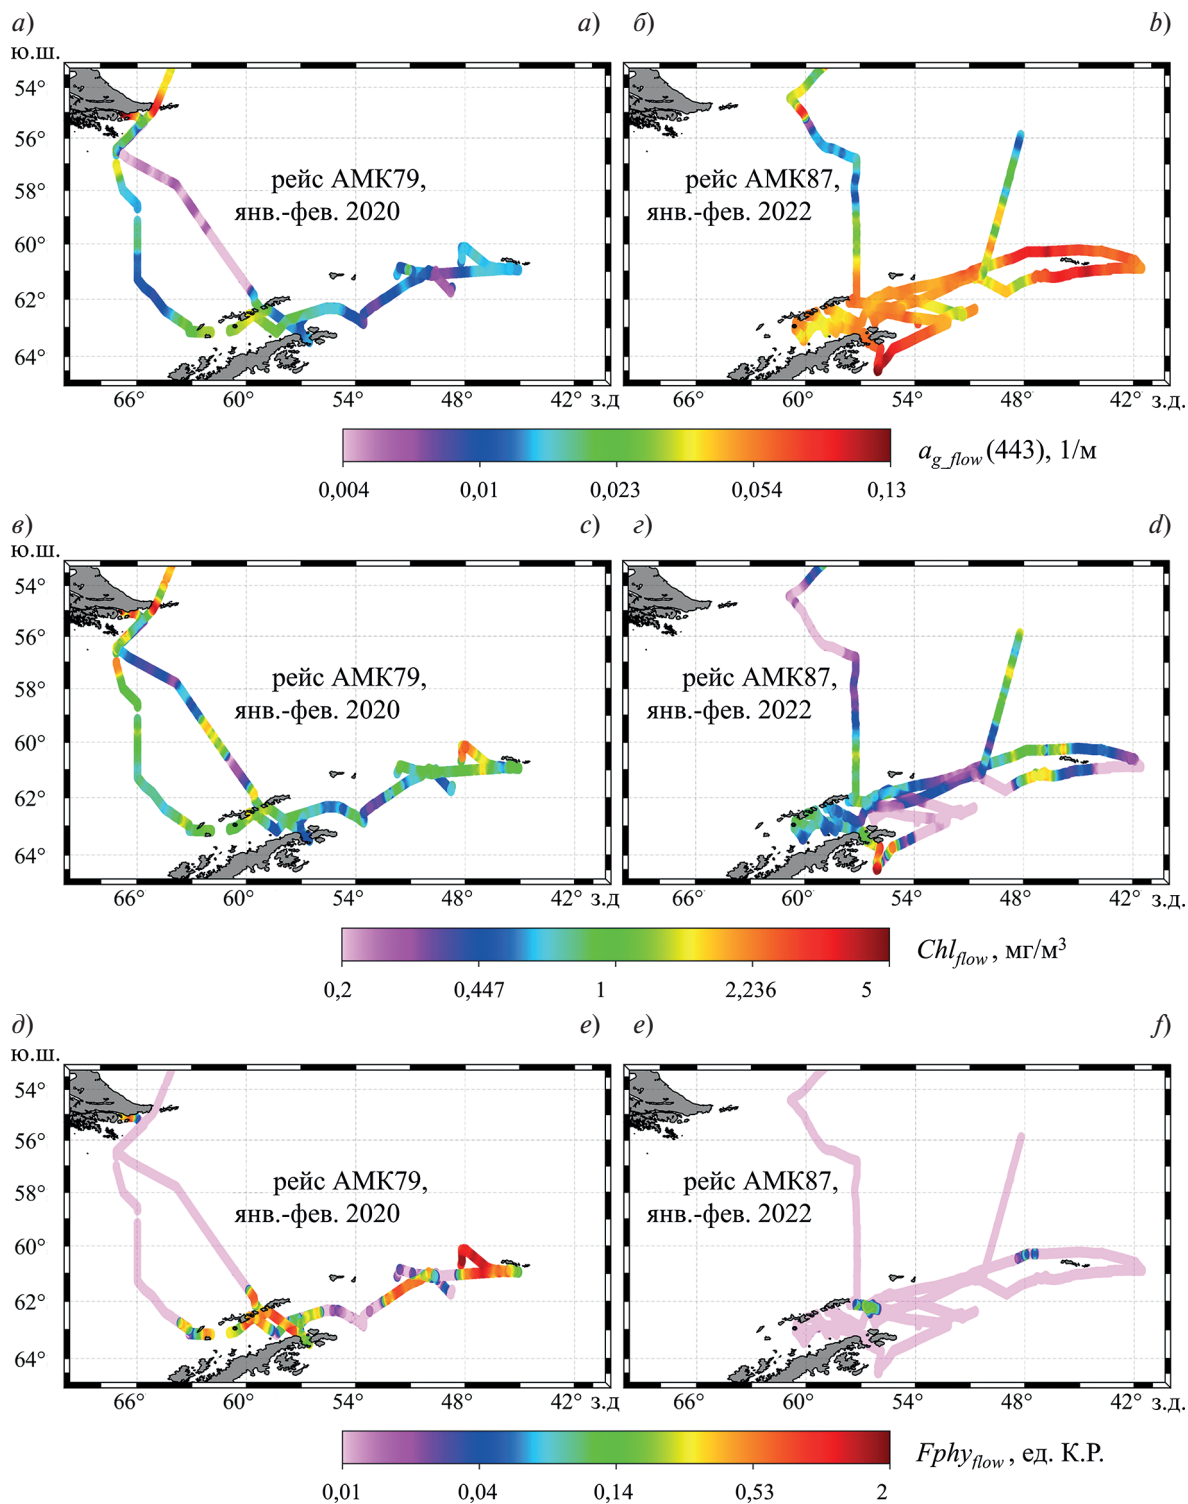 а) a) б) b)
ю.ш.
54°
56°
58°
60°
62°
64°
рейс АМК79,
янв.-фев. 2020
рейс АМК87,
янв.-фев. 2022
66° 60° 54° 48° 42° з.д
66° 60° 54° 48° 42° з.д.
0,004 0,01 0,023 0,054 0,13
a g_flow (443), 1/м
в) c) г) d)
ю.ш.
54°
56°
58°
60°
62°
64°
рейс АМК79,
янв.-фев. 2020
рейс АМК87,
янв.-фев. 2022
66° 60° 54° 48° 42° з.д
66° 60° 54° 48° 42° з.д.
0,2 0,447 1 2,236 5
Chl flow, мг/м³
д) e) е) f)
ю.ш.
54°
56°
58°
60°
62°
64°
рейс АМК79,
янв.-фев. 2020
рейс АМК87,
янв.-фев. 2022
66° 60° 54° 48° 42° з.д
66° 60° 54° 48° 42° з.д.
0,01 0,04 0,14 0,53 2
Fphy flow, ед. К.Р.